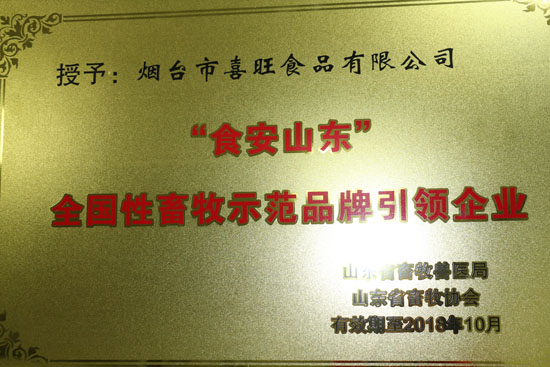 授予：烟台市喜旺食品有限公司
“食安山东”
全国性畜牧示范品牌引领企业
山东省畜牧兽医局
山东省畜牧协会
有效期至2018年10月